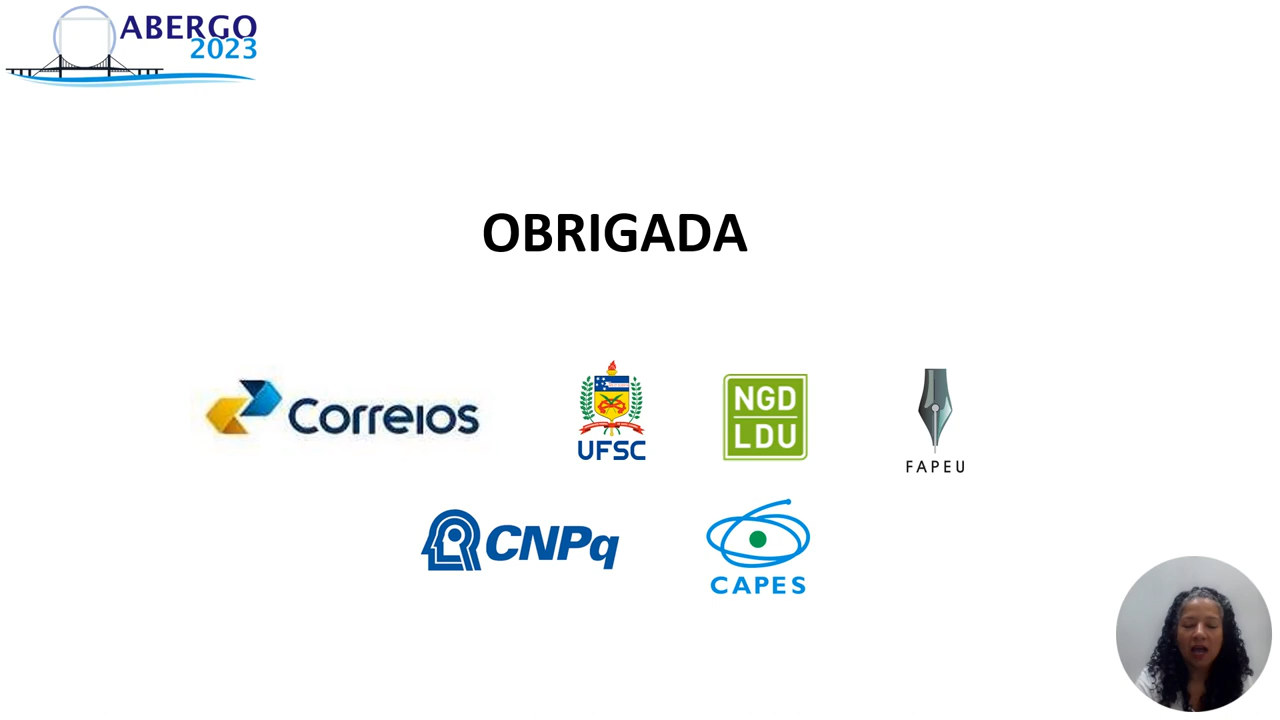 ABERGO
2023
OBRIGADA
Correios
UFSC
NGD
LDU
FAPEU
CNPq
CAPES